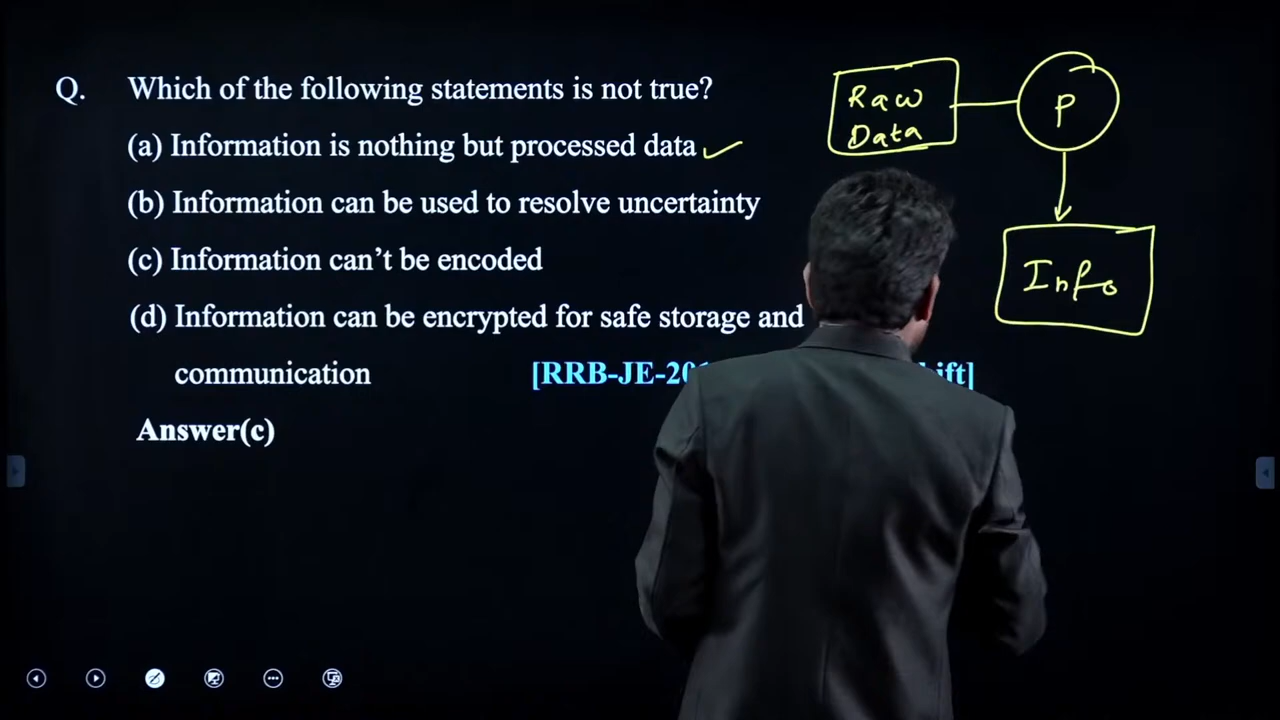 Q. Which of the following statements is not true?
(a) Information is nothing but processed data
(b) Information can be used to resolve uncertainty
(c) Information can't be encoded
(d) Information can be encrypted for safe storage and
communication [RRB-JE-20
Answer(c)
Raw
Data
P
Info